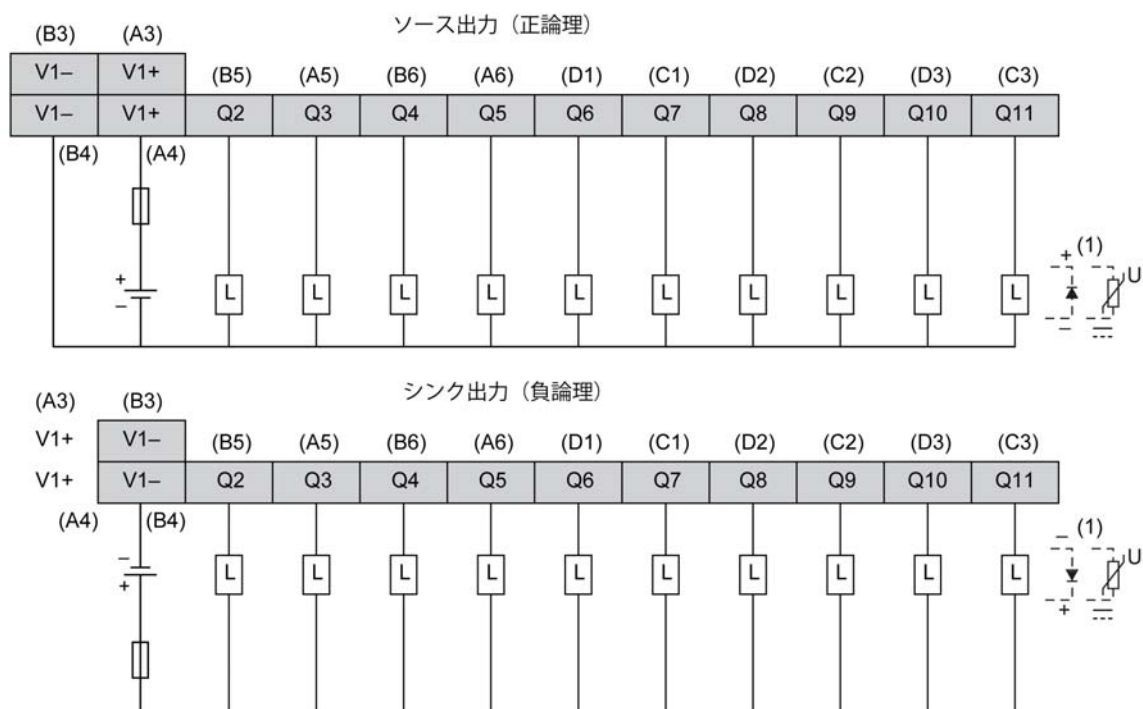 ソース出力（正論理）
(B3) (A3)
V1– V1+ (B5) (A5) (B6) (A6) (D1) (C1) (D2) (C2) (D3) (C3)
V1– V1+ Q2 Q3 Q4 Q5 Q6 Q7 Q8 Q9 Q10 Q11
(B4) (A4)
+ (1)
U
+
–
L L L L L L L L L L
–
シンク出力（負論理）
(A3) (B3)
V1+ V1– (B5) (A5) (B6) (A6) (D1) (C1) (D2) (C2) (D3) (C3)
V1+ V1– Q2 Q3 Q4 Q5 Q6 Q7 Q8 Q9 Q10 Q11
(A4) (B4)
– (1)
U
–
+
L L L L L L L L L L
+